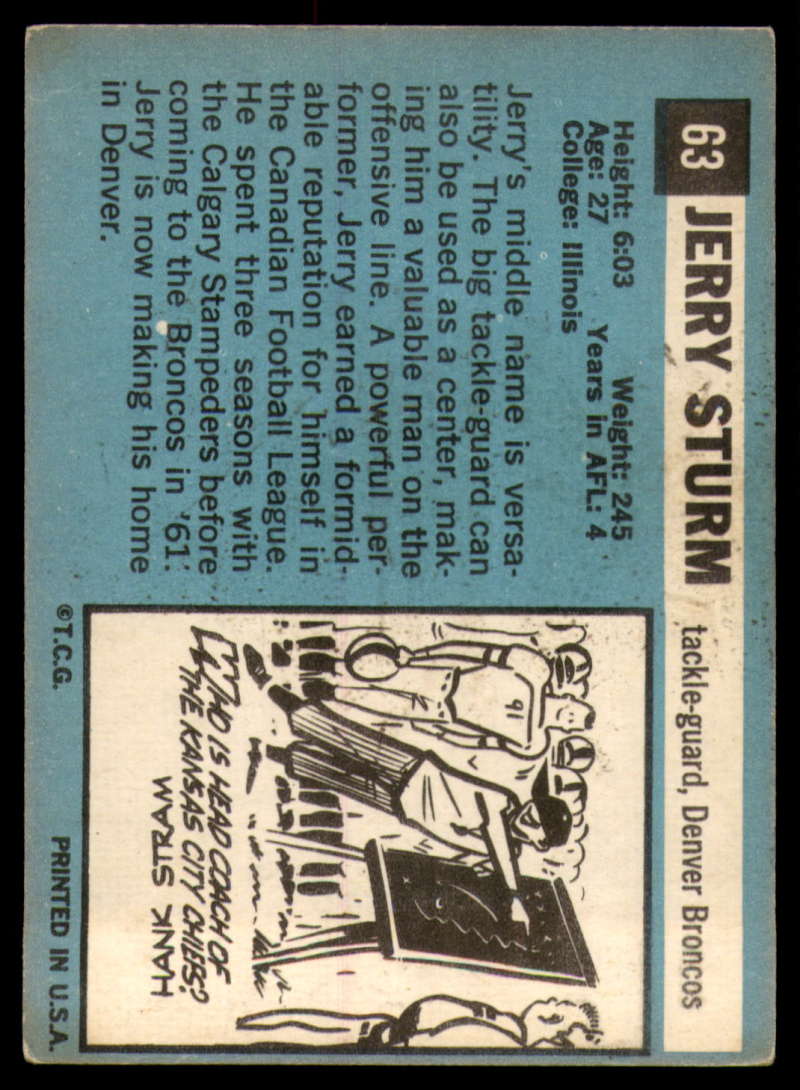 63 JERRY STURM tackle-guard, Denver Broncos
Height: 6:03 Weight: 245
Age: 27 Years in AFL: 4
College: Illinois
Jerry's middle name is versa-
tility. The big tackle-guard can
also be used as a center, mak-
ing him a valuable man on the
offensive line. A powerful per-
former, Jerry earned a formid-
able reputation for himself in
the Canadian Football League.
He spent three seasons with
the Calgary Stampeders before
coming to the Broncos in '61.
Jerry is now making his home
in Denver.
91
WHO IS HEAD COACH OF
THE KANSAS CITY CHIEFS?
HANK STRAM
©T.C.G. PRINTED IN U.S.A.